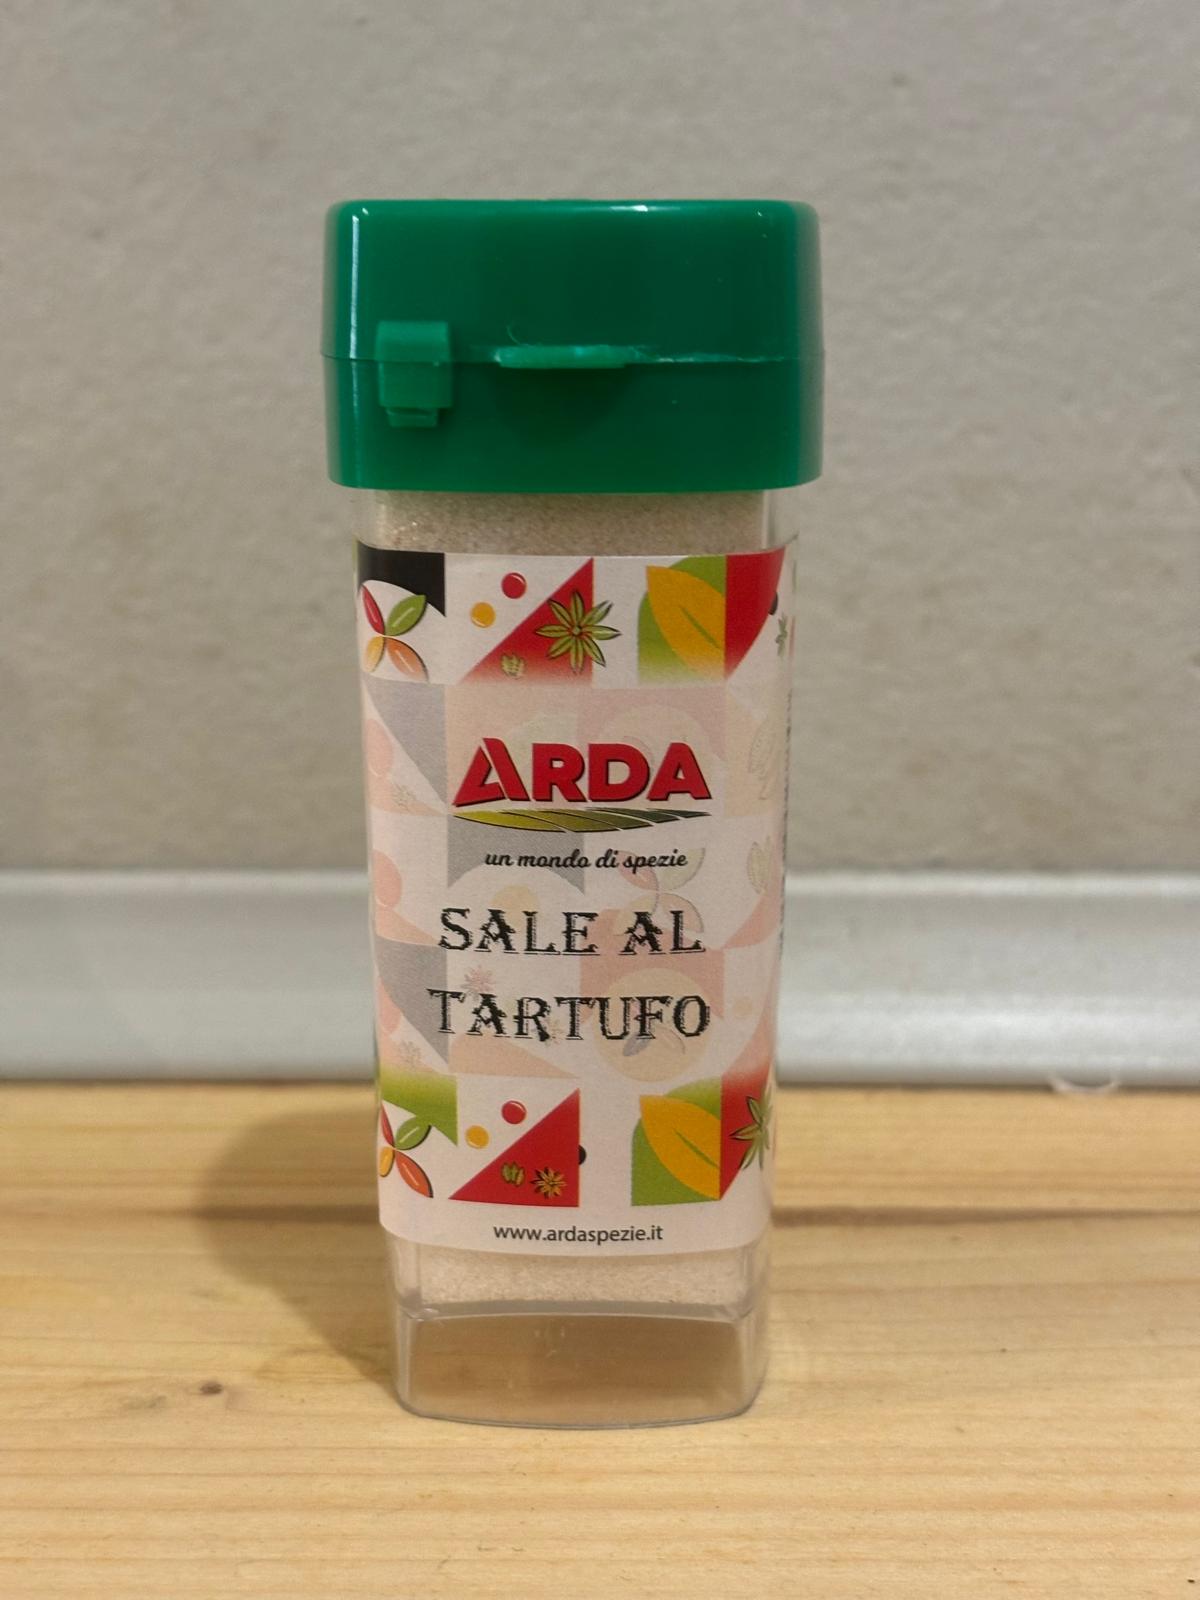 ARDA
un mondo di spezie
SALE AL
TARTUFO
www.ardaspezie.it